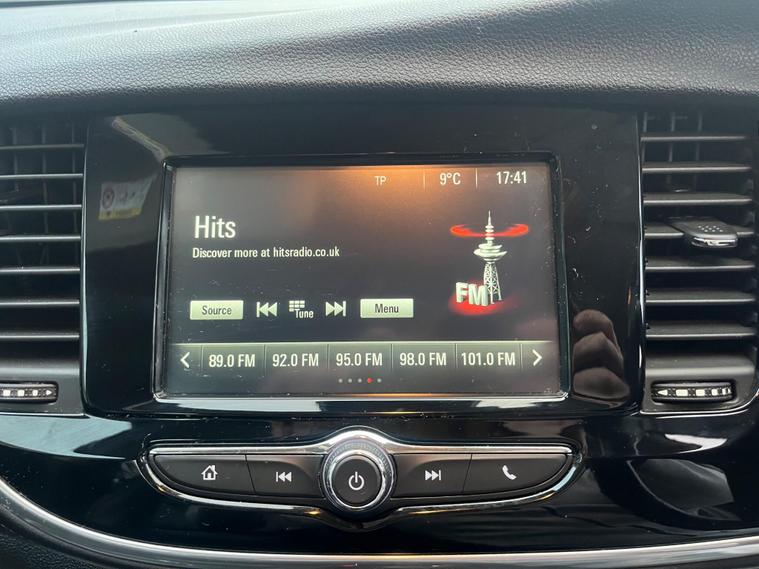 TP 9°C 17:41
Hits
Discover more at hitsradio.co.uk
FM
Source Tune Menu
89.0 FM 92.0 FM 95.0 FM 98.0 FM 101.0 FM